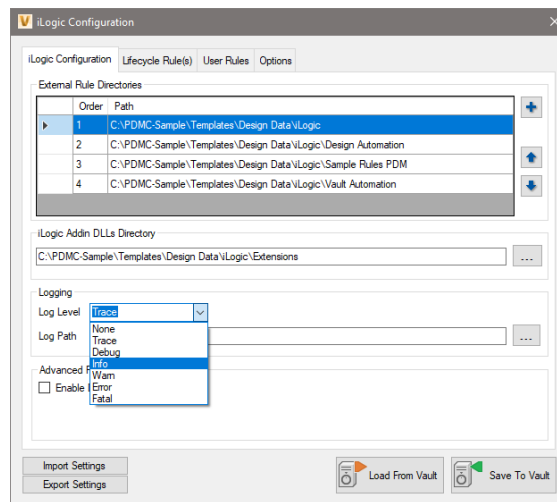 iLogic Configuration
iLogic Configuration Lifecycle Rule(s) User Rules Options
External Rule Directories
Order Path
1 C:\PDMC-Sample\Templates\Design Data\iLogic
2 C:\PDMC-Sample\Templates\Design Data\iLogic\Design Automation
3 C:\PDMC-Sample\Templates\Design Data\iLogic\Sample Rules PDM
4 C:\PDMC-Sample\Templates\Design Data\iLogic\Vault Automation
iLogic Addin DLLs Directory
C:\PDMC-Sample\Templates\Design Data\iLogic\Extensions
...
Logging
Log Level Trace
None
Trace
Log Path
...
Debug
Info
Advanced
Warn
Enable
Error
Fatal
Import Settings
Export Settings
Load From Vault
Save To Vault